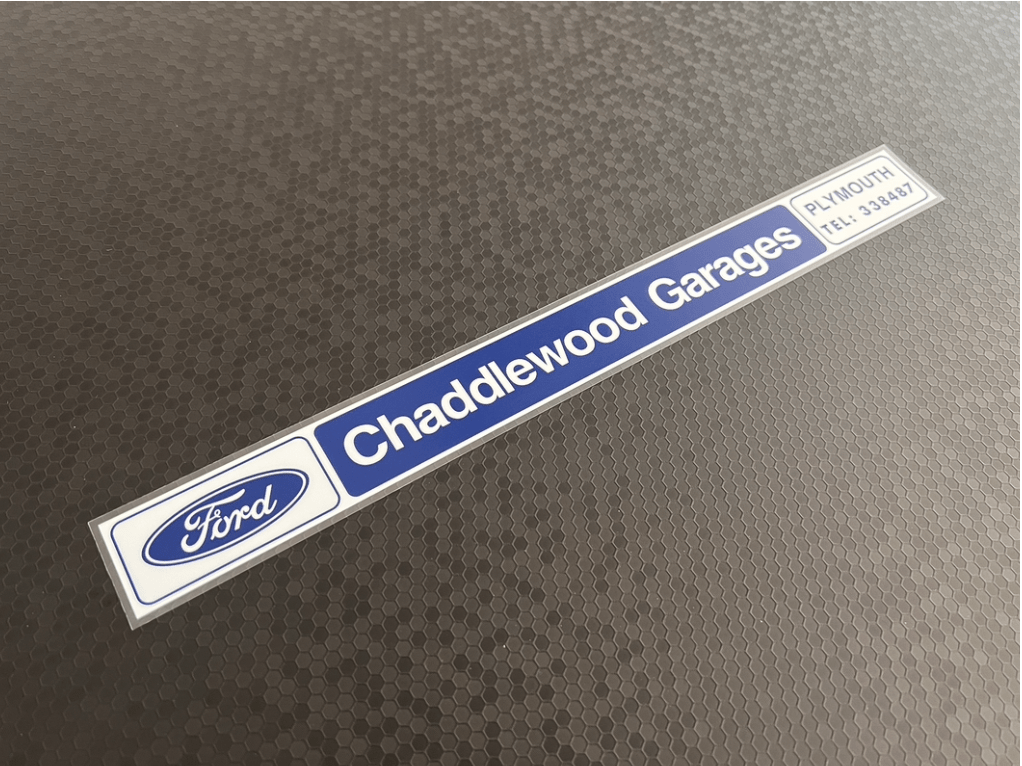 Ford
Chaddlewood Garages
PLYMOUTH
TEL: 338487